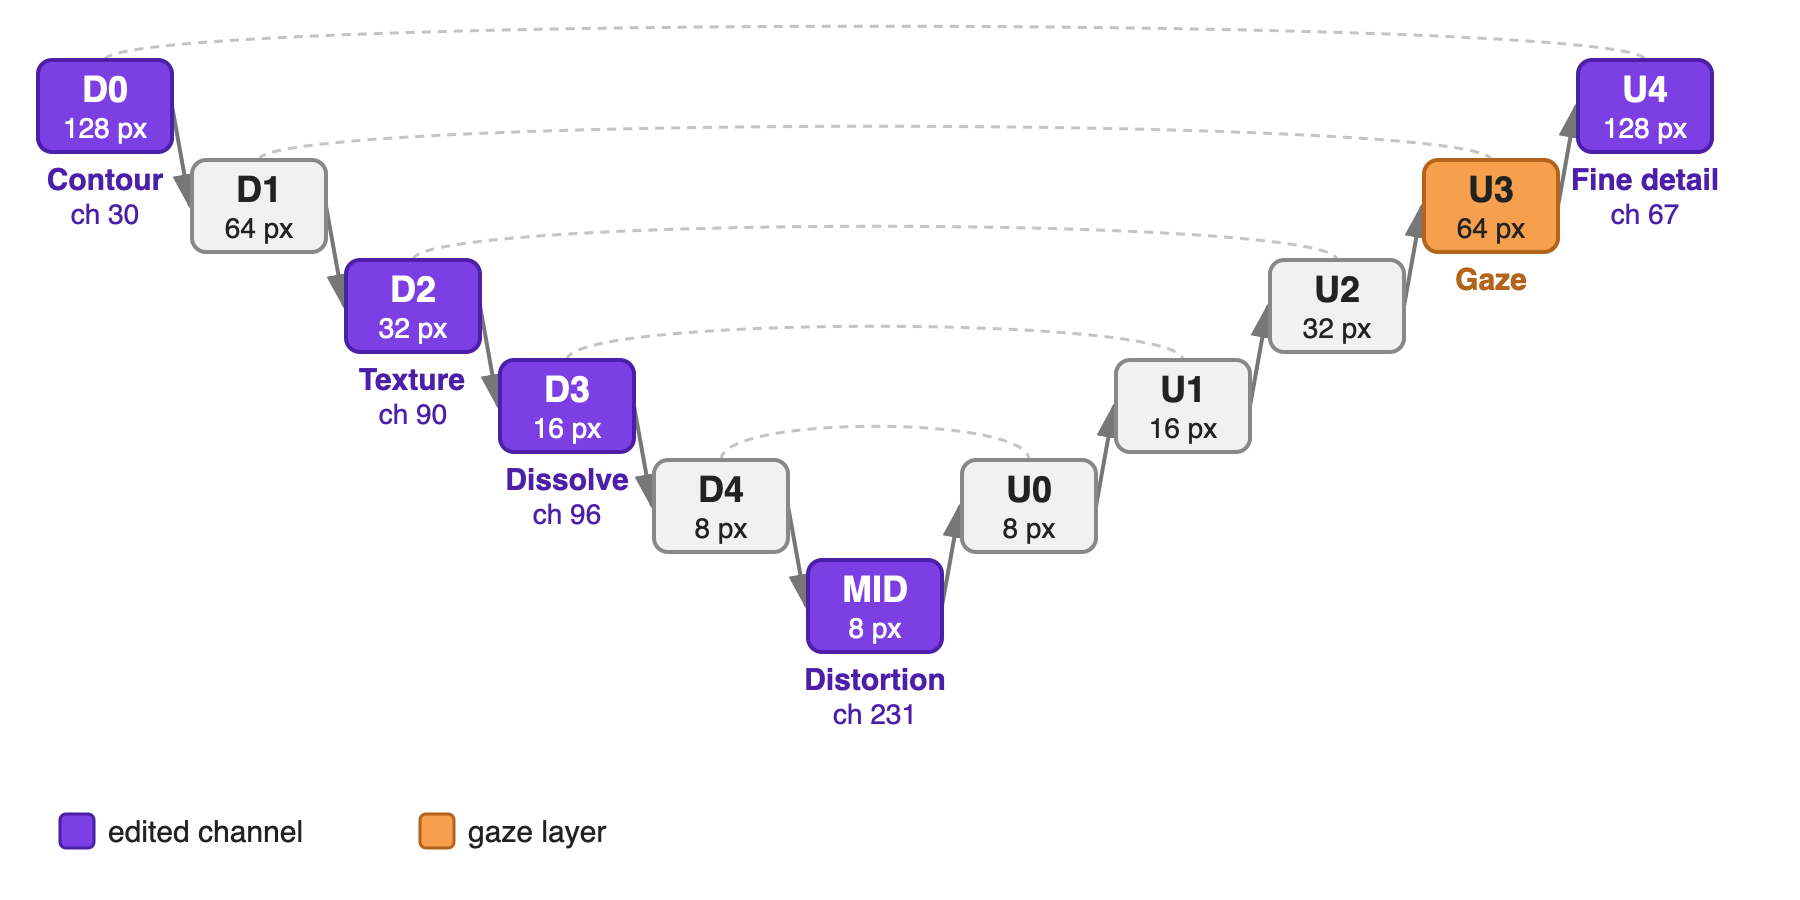 D0
128 px
Contour
ch 30
D1
64 px
D2
32 px
Texture
ch 90
D3
16 px
Dissolve
ch 96
D4
8 px
MID
8 px
Distortion
ch 231
U0
8 px
U1
16 px
U2
32 px
U3
64 px
Gaze
U4
128 px
Fine detail
ch 67
edited channel
gaze layer